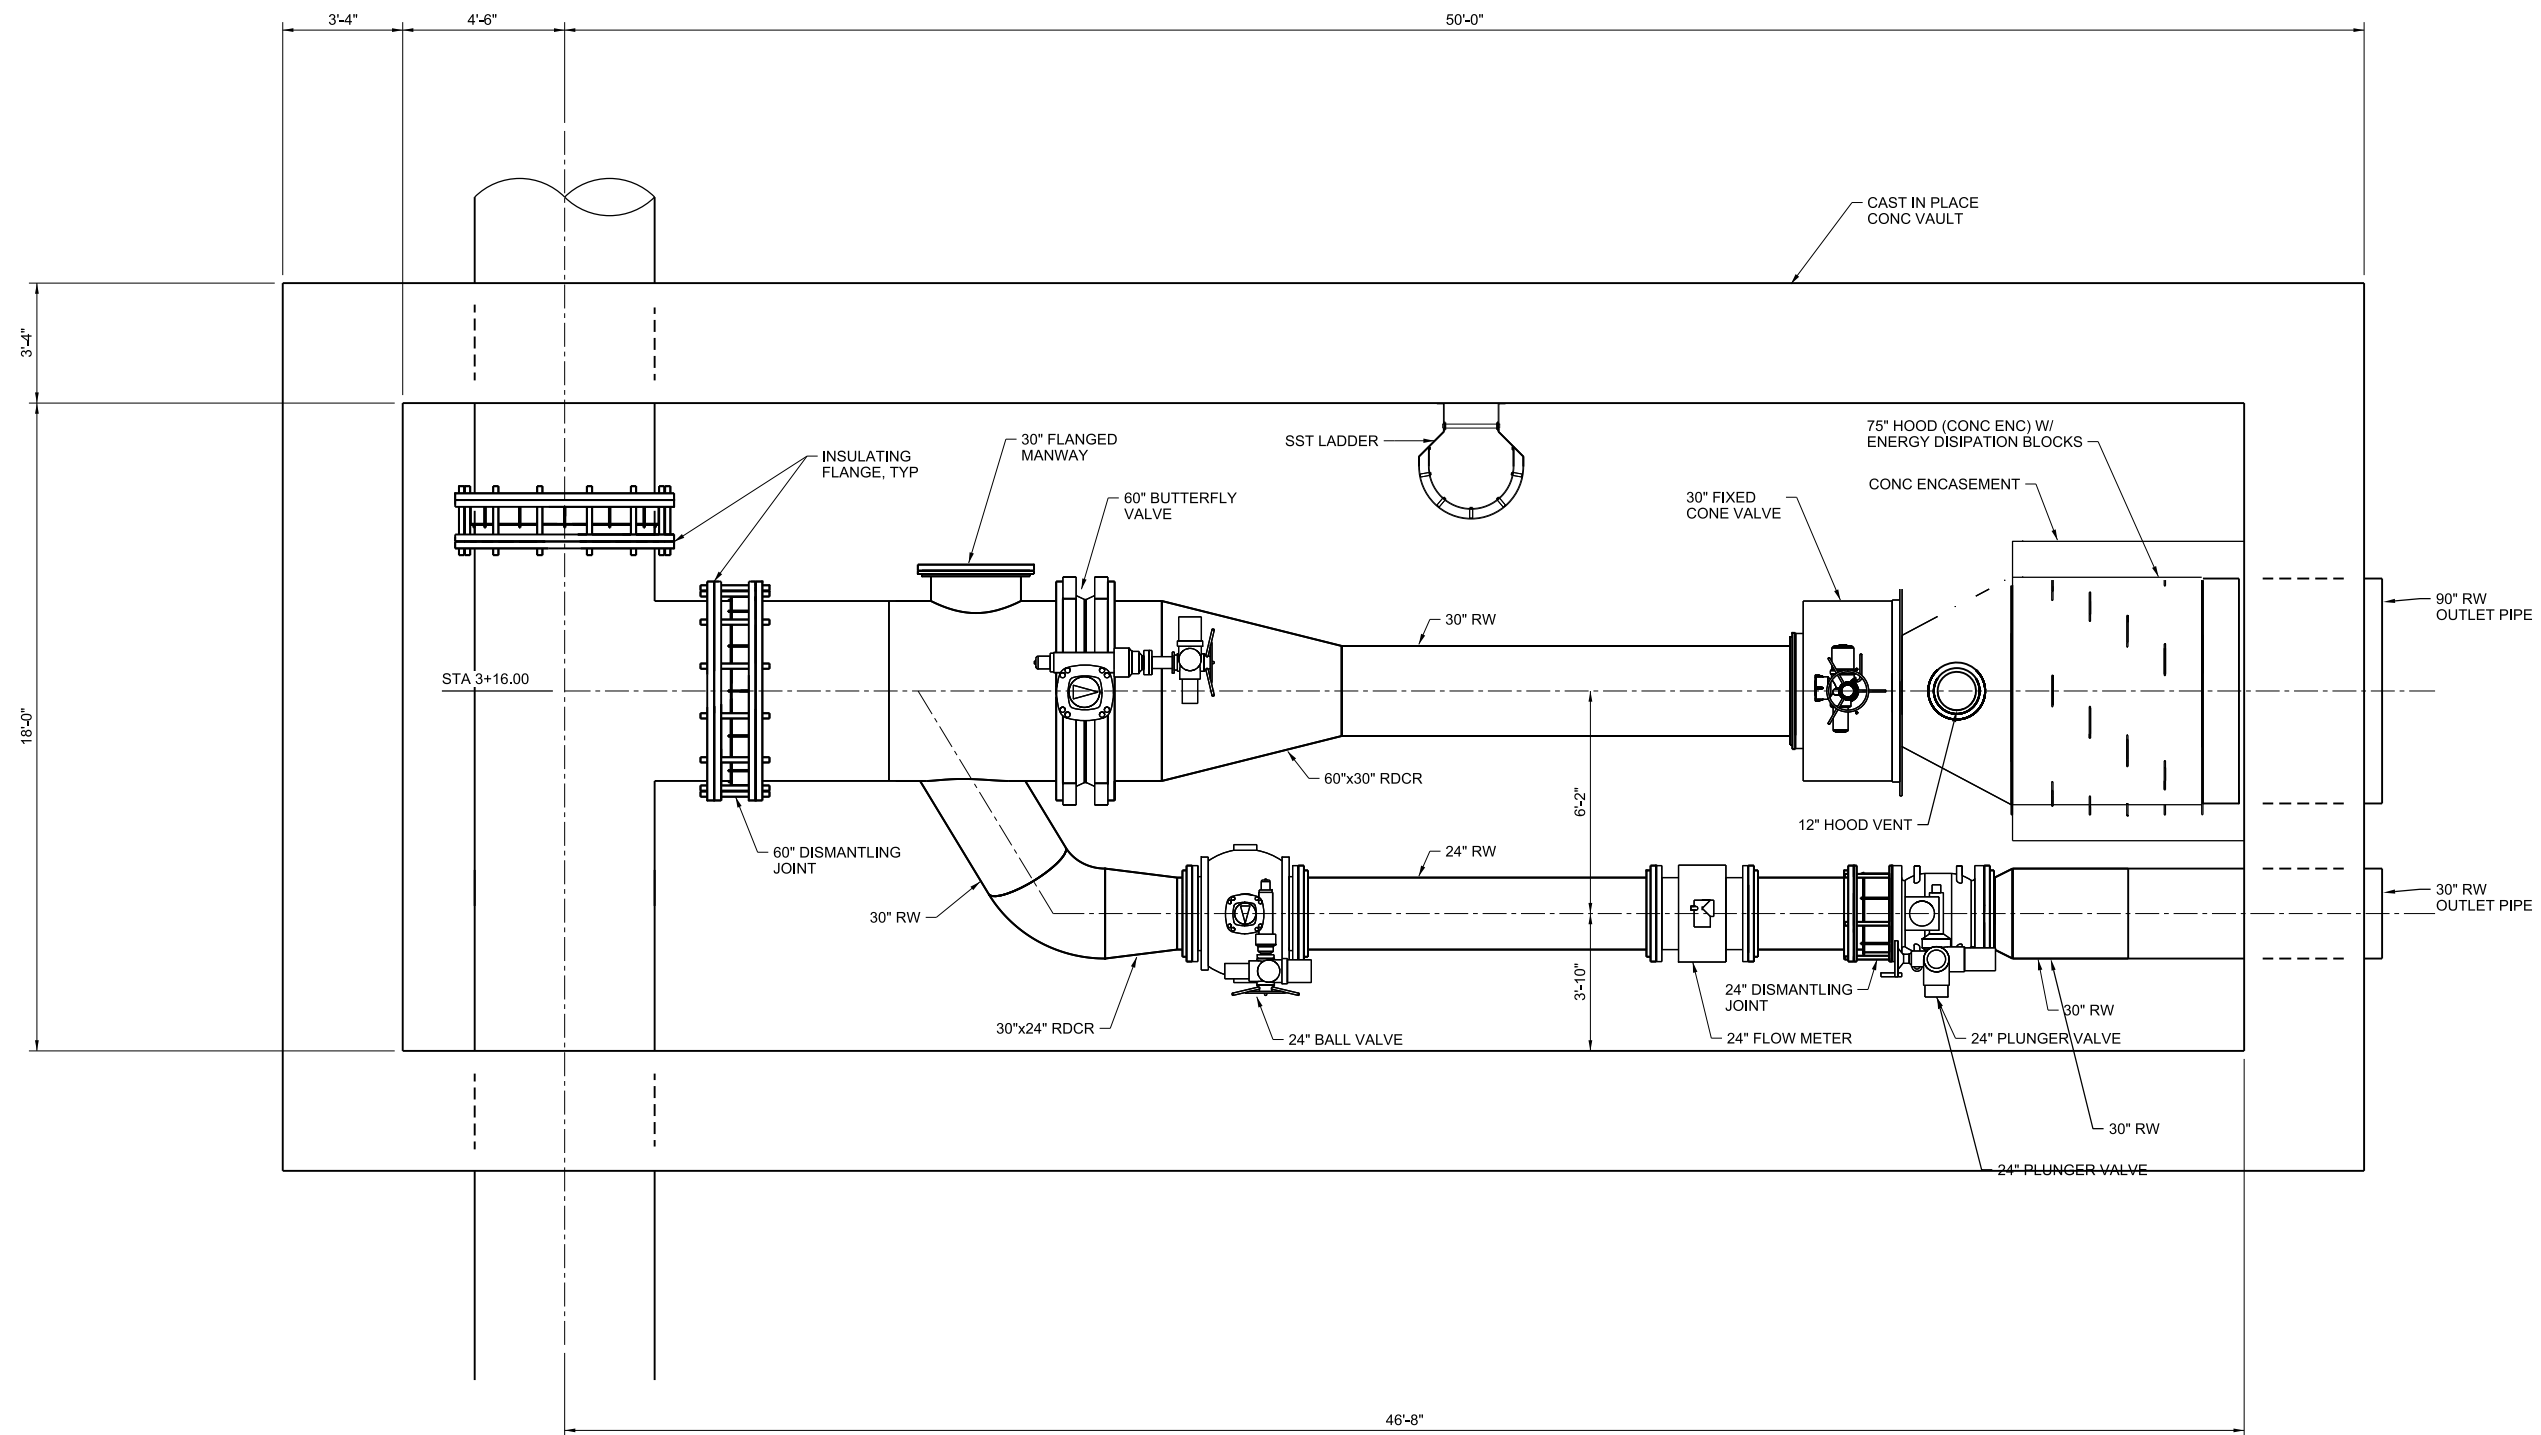 3'-4"
4'-6"
50'-0"
CAST IN PLACE
CONC VAULT
3'-4"
18'-0"
INSULATING
FLANGE, TYP
30" FLANGED
MANWAY
60" BUTTERFLY
VALVE
SST LADDER
30" FIXED
CONE VALVE
75" HOOD (CONC ENC) W/
ENERGY DISIPATION BLOCKS
CONC ENCASEMENT
90" RW
OUTLET PIPE
30" RW
STA 3+16.00
60"x30" RDCR
6'-2"
12" HOOD VENT
60" DISMANTLING
JOINT
24" RW
30" RW
OUTLET PIPE
30" RW
3'-10"
24" DISMANTLING
JOINT
30" RW
30"x24" RDCR
24" BALL VALVE
24" FLOW METER
24" PLUNGER VALVE
30" RW
24" PLUNGER VALVE
46'-8"